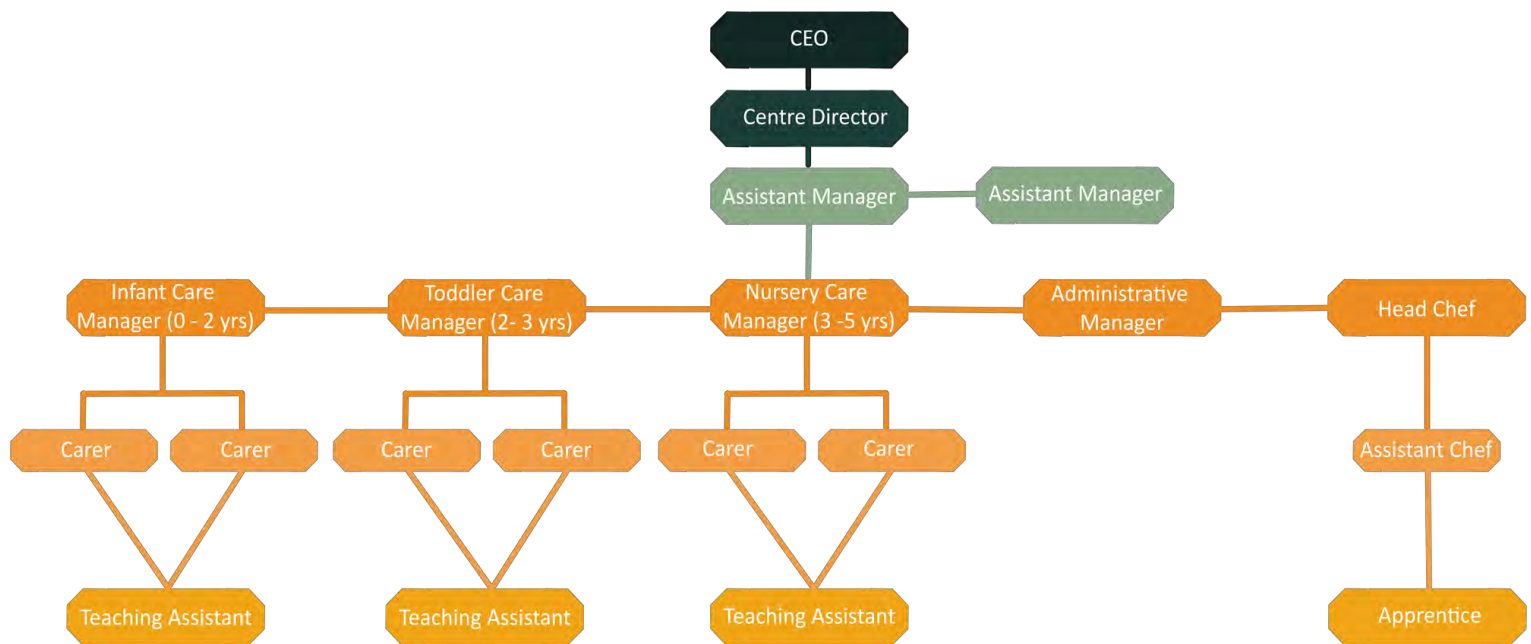 CEO
Centre Director
Assistant Manager
Assistant Manager
Infant Care
Manager (0 - 2 yrs)
Toddler Care
Manager (2- 3 yrs)
Nursery Care
Manager (3 -5 yrs)
Administrative
Manager
Head Chef
Carer
Carer
Carer
Carer
Carer
Carer
Assistant Chef
Teaching Assistant
Teaching Assistant
Teaching Assistant
Apprentice